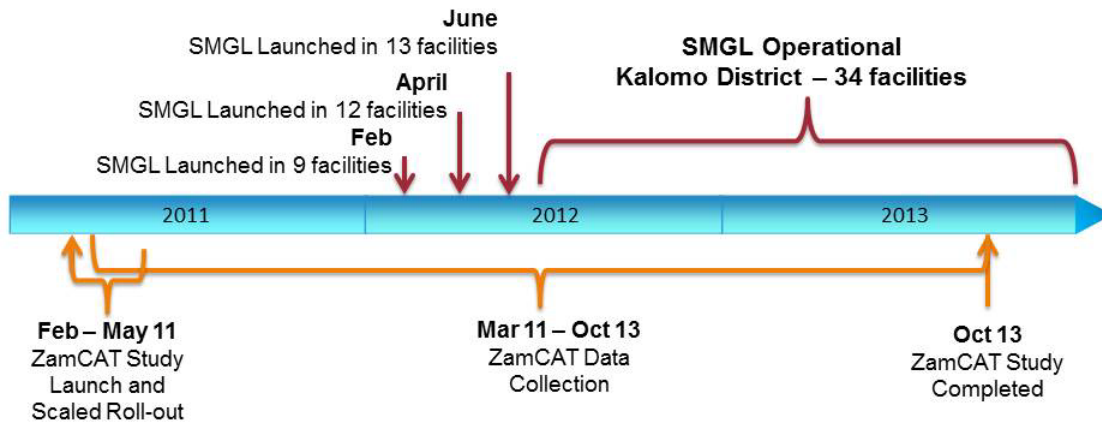 June
SMGL Launched in 13 facilities
April
SMGL Launched in 12 facilities
Feb
SMGL Launched in 9 facilities
SMGL Operational
Kalomo District – 34 facilities
2011
2012
2013
Feb – May 11
ZamCAT Study
Launch and
Scaled Roll-out
Mar 11 – Oct 13
ZamCAT Data
Collection
Oct 13
ZamCAT Study
Completed